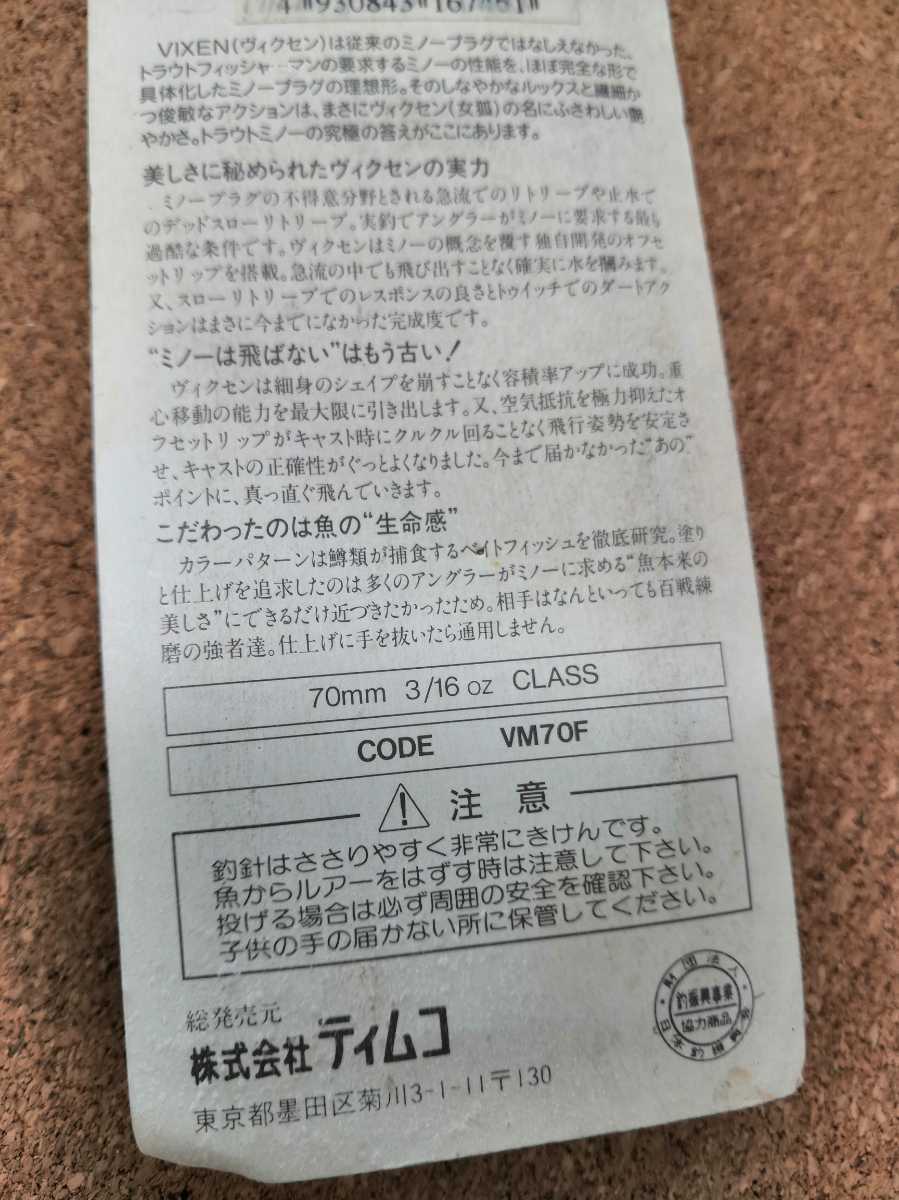 VIXEN(ヴィクセン)は従来のミノープラグではなしえなかった、
トラウトフィッシャーマンの要求するミノーの性能を、ほぼ完全な形で
具体化したミノープラグの理想形。そのしなやかなルックスと繊細か
つ俊敏なアクションは、まさにヴィクセン(女狐)の名にふさわしい艶
やかさ。トラウトミノーの究極の答えがここにあります。
美しさに秘められたヴィクセンの実力
ミノープラグの不得意分野とされる急流でのリトリーブや止水で
のデッドスローリトリーブ。実釣でアングラーがミノーに要求する最も
過酷な条件です。ヴィクセンはミノーの概念を覆す独自開発のオフセ
ットリップを搭載。急流の中でも飛び出すことなく確実に水を摑みます。
又、スローリトリーブでのレスポンスの良さとトゥイッチでのダートアク
ションはまさに今までになかった完成度です。
“ミノーは飛ばない”はもう古い!
ヴィクセンは細身のシェイプを崩すことなく容積率アップに成功。重
心移動の能力を最大限に引き出します。又、空気抵抗を極力抑えたオ
フセットリップがキャスト時にクルクル回ることなく飛行姿勢を安定さ
せ、キャストの正確性がぐっとよくなりました。今まで届かなかった“あの”
ポイントに、真っ直ぐ飛んでいきます。
こだわったのは魚の“生命感”
カラーパターンは鱒類が捕食するベイトフィッシュを徹底研究。塗り
と仕上げを追求したのは多くのアングラーがミノーに求める“魚本来の
美しさ”にできるだけ近づきたかったため。相手はなんといっても百戦練
磨の強者達。仕上げに手を抜いたら通用しません。
70mm 3/16 oz CLASS
CODE VM70F
注意
釣針はささりやすく非常にきけんです。
魚からルアーをはずす時は注意して下さい。
投げる場合は必ず周囲の安全を確認下さい。
子供の手の届かない所に保管してください。
財団法人
釣振興事業
協力商品
総発売元
株式会社 ティムコ
東京都墨田区菊川3-1-11〒130